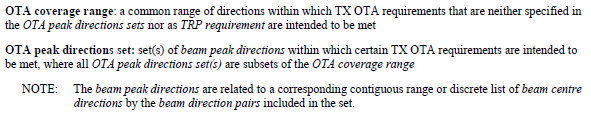 OTA coverage range: a common range of directions within which TX OTA requirements that are neither specified in
the OTA peak directions sets nor as TRP requirement are intended to be met
OTA peak directions set: set(s) of beam peak directions within which certain TX OTA requirements are intended to
be met, where all OTA peak directions set(s) are subsets of the OTA coverage range
NOTE: The beam peak directions are related to a corresponding contiguous range or discrete list of beam centre
directions by the beam direction pairs included in the set.